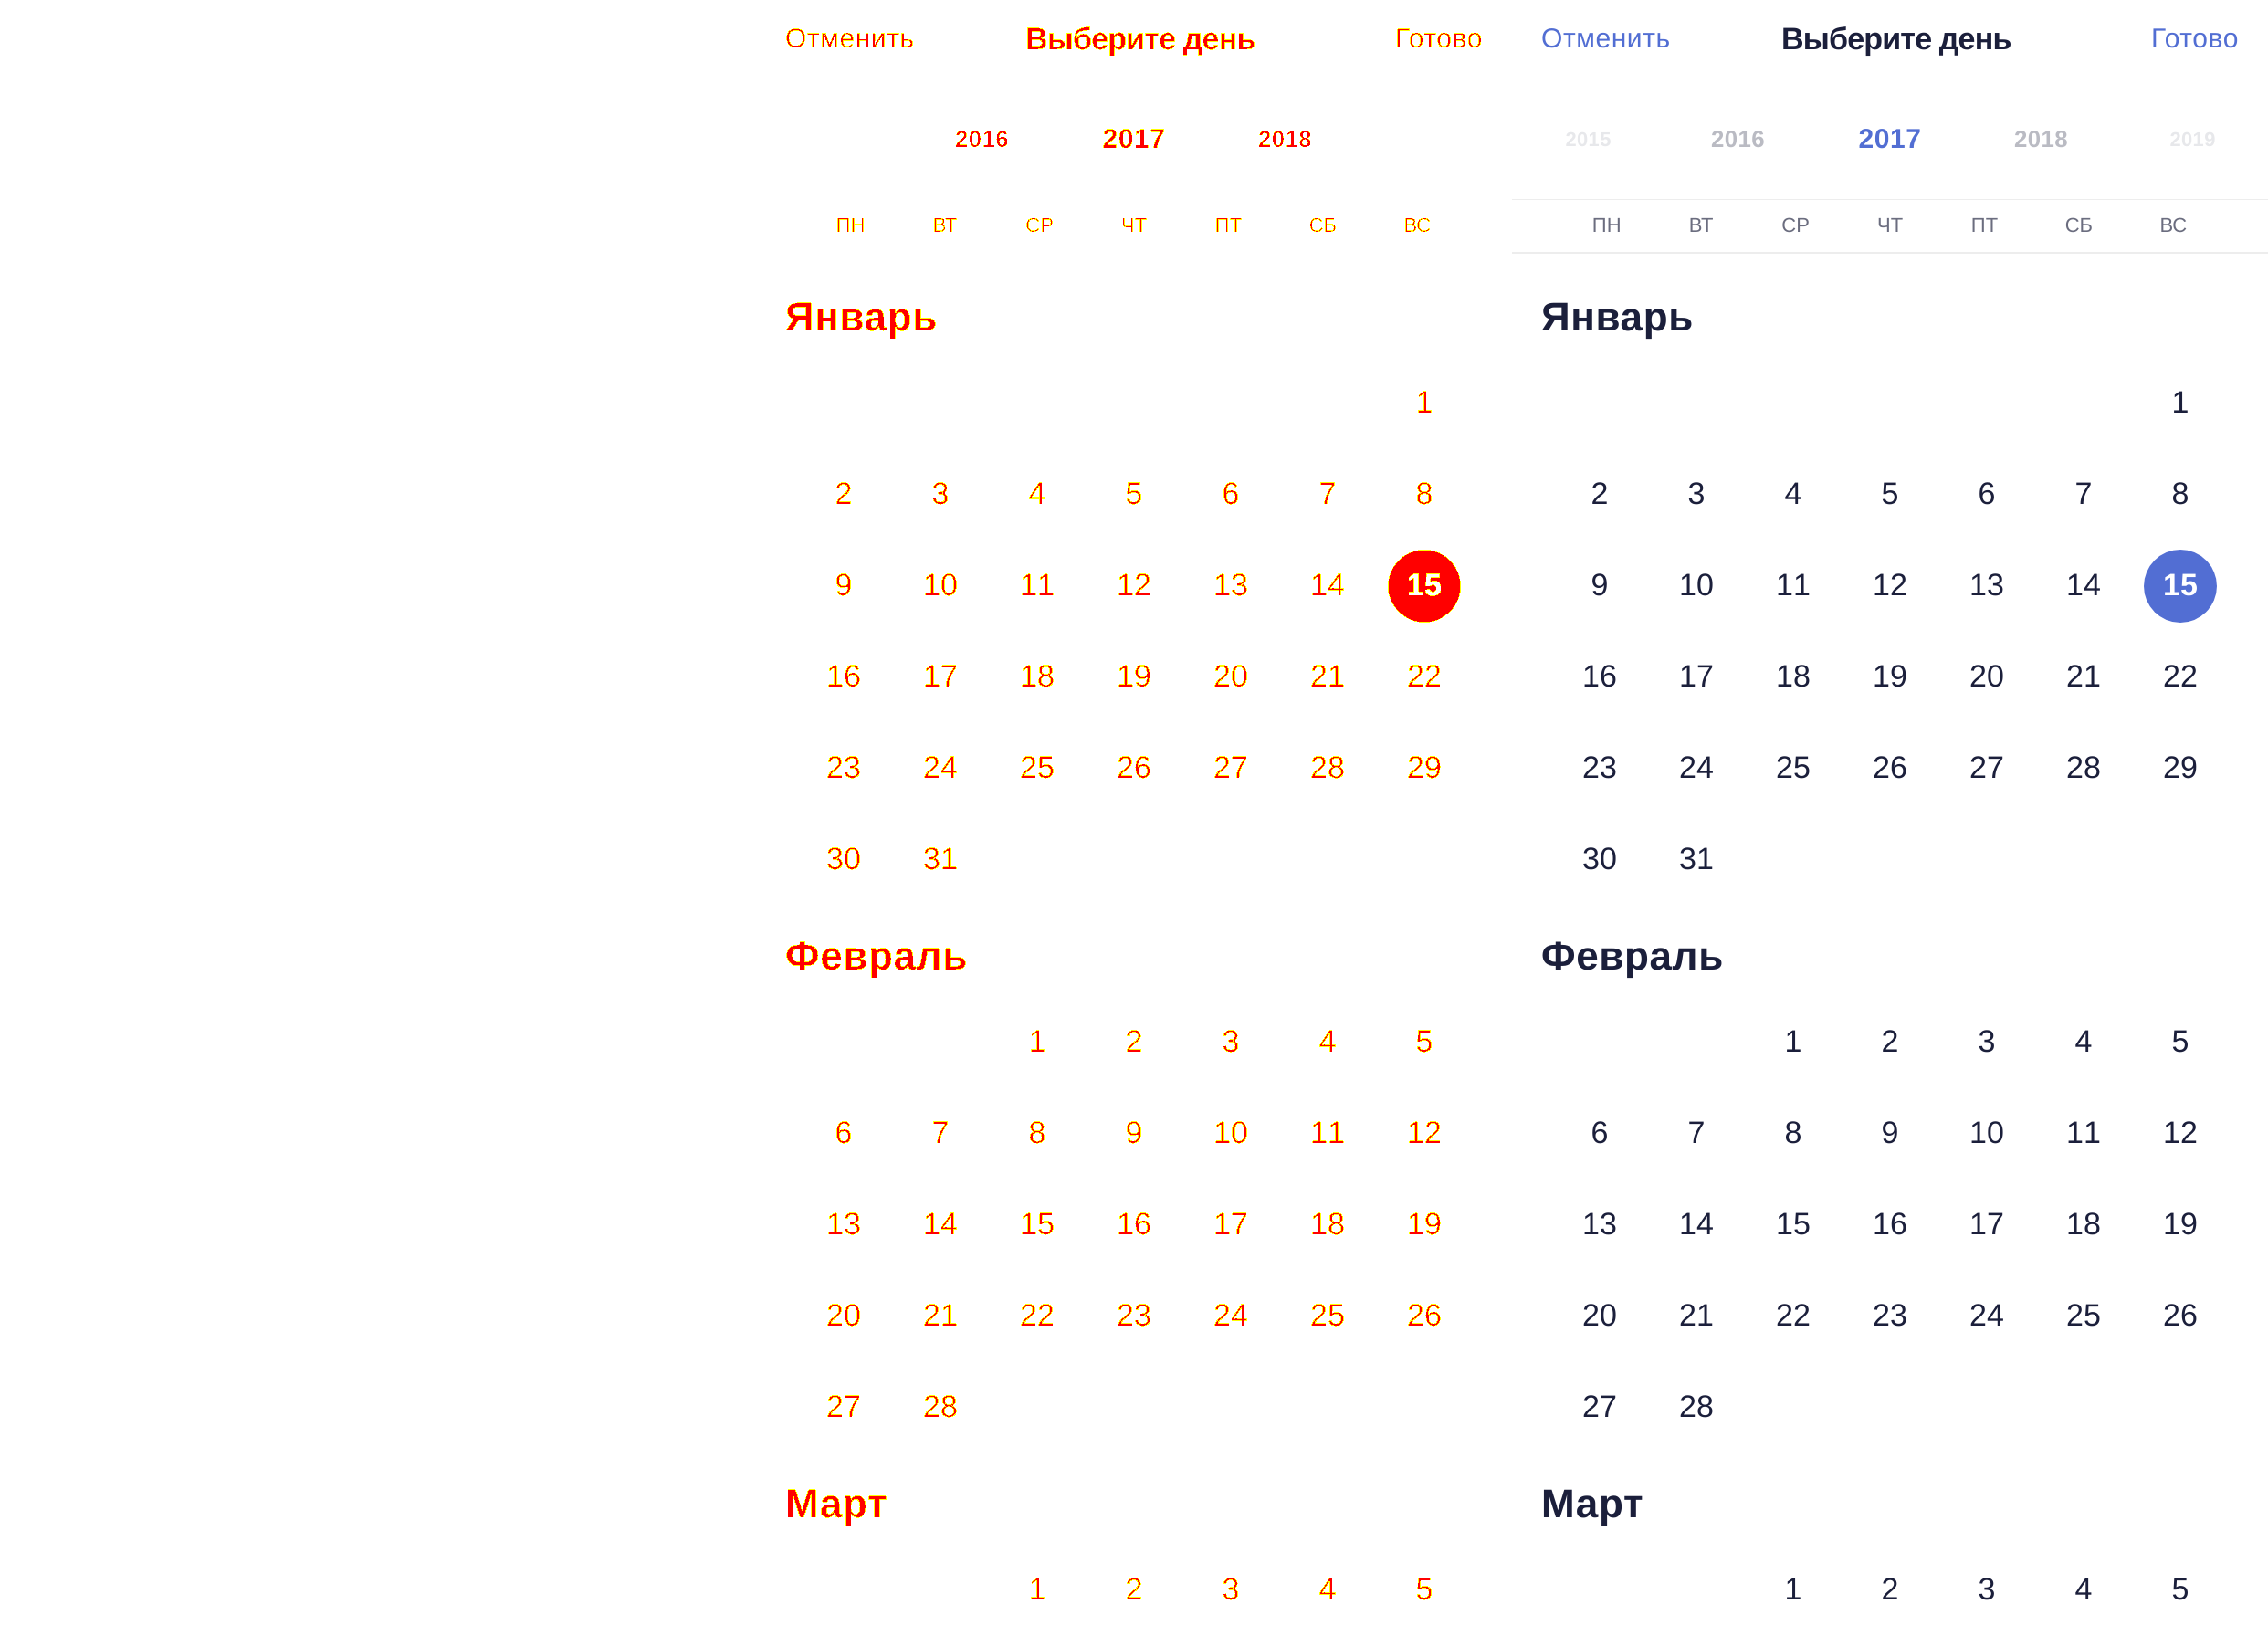 Отменить Выберите день Готово
2016 2017 2018
ПН ВТ СР ЧТ ПТ СБ ВС
Январь
1
2 3 4 5 6 7 8
9 10 11 12 13 14 15
16 17 18 19 20 21 22
23 24 25 26 27 28 29
30 31
Февраль
1 2 3 4 5
6 7 8 9 10 11 12
13 14 15 16 17 18 19
20 21 22 23 24 25 26
27 28
Март
1 2 3 4 5
Отменить Выберите день Готово
2015 2016 2017 2018 2019
ПН ВТ СР ЧТ ПТ СБ ВС
Январь
1
2 3 4 5 6 7 8
9 10 11 12 13 14 15
16 17 18 19 20 21 22
23 24 25 26 27 28 29
30 31
Февраль
1 2 3 4 5
6 7 8 9 10 11 12
13 14 15 16 17 18 19
20 21 22 23 24 25 26
27 28
Март
1 2 3 4 5